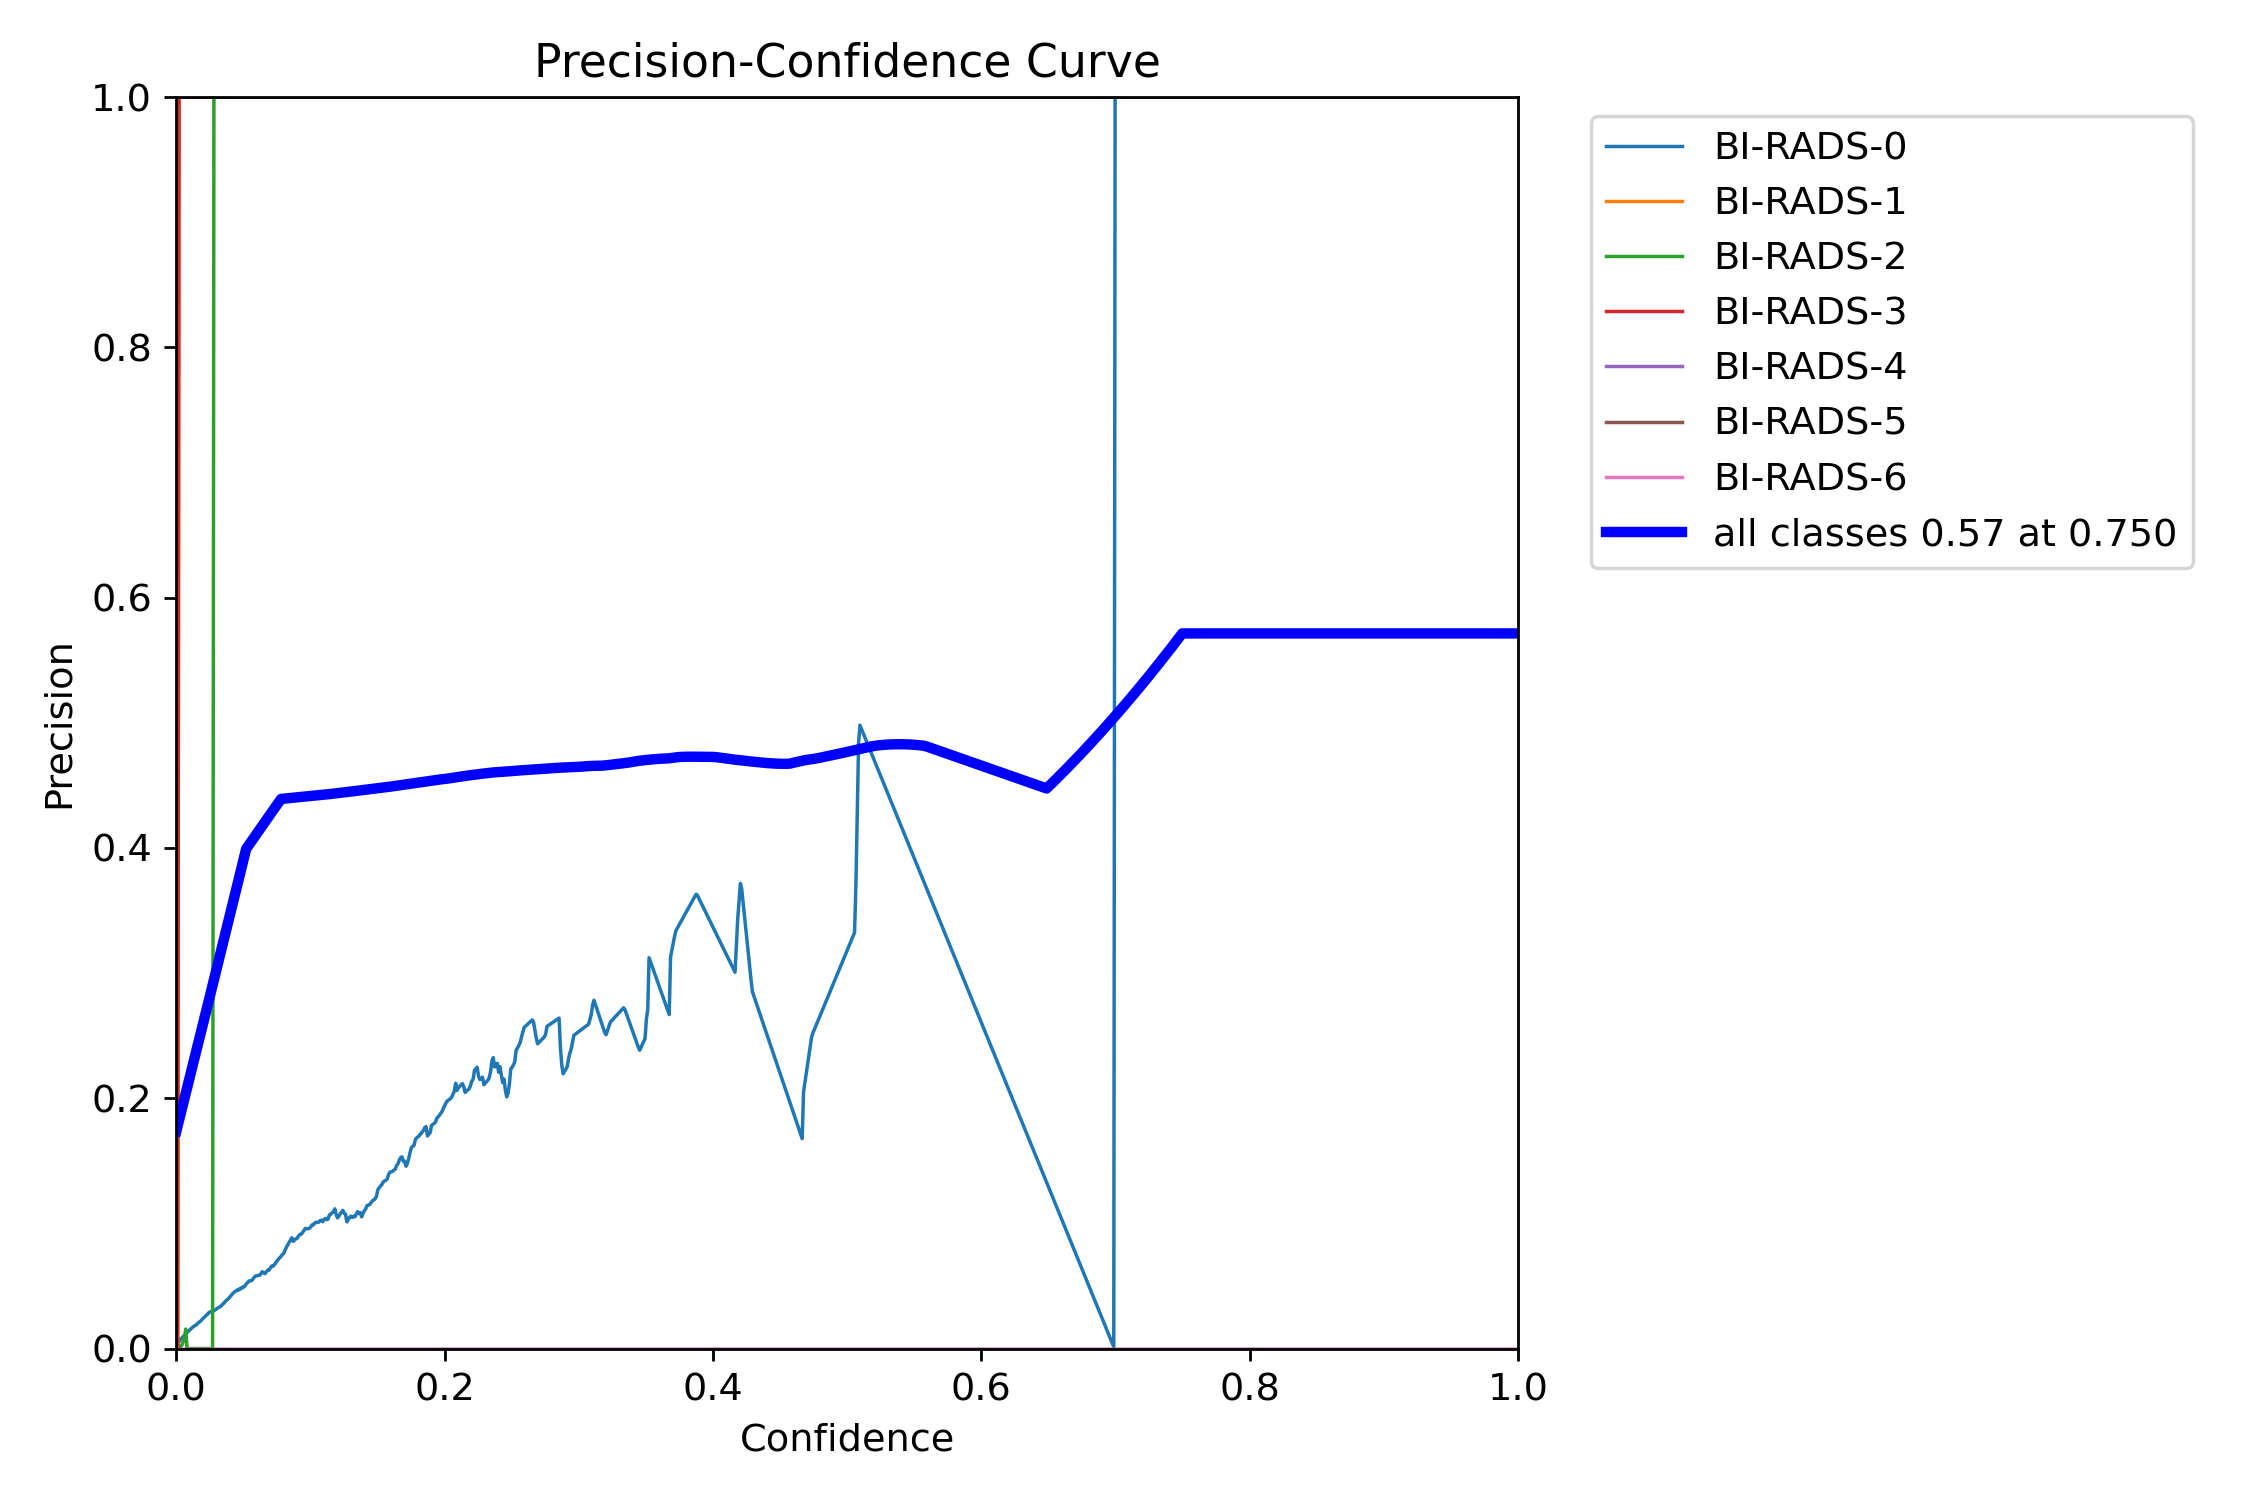 Precision-Confidence Curve
1.0
0.8
0.6
0.4
0.2
0.0
Precision
0.0 0.2 0.4 0.6 0.8 1.0
Confidence
BI-RADS-0
BI-RADS-1
BI-RADS-2
BI-RADS-3
BI-RADS-4
BI-RADS-5
BI-RADS-6
all classes 0.57 at 0.750